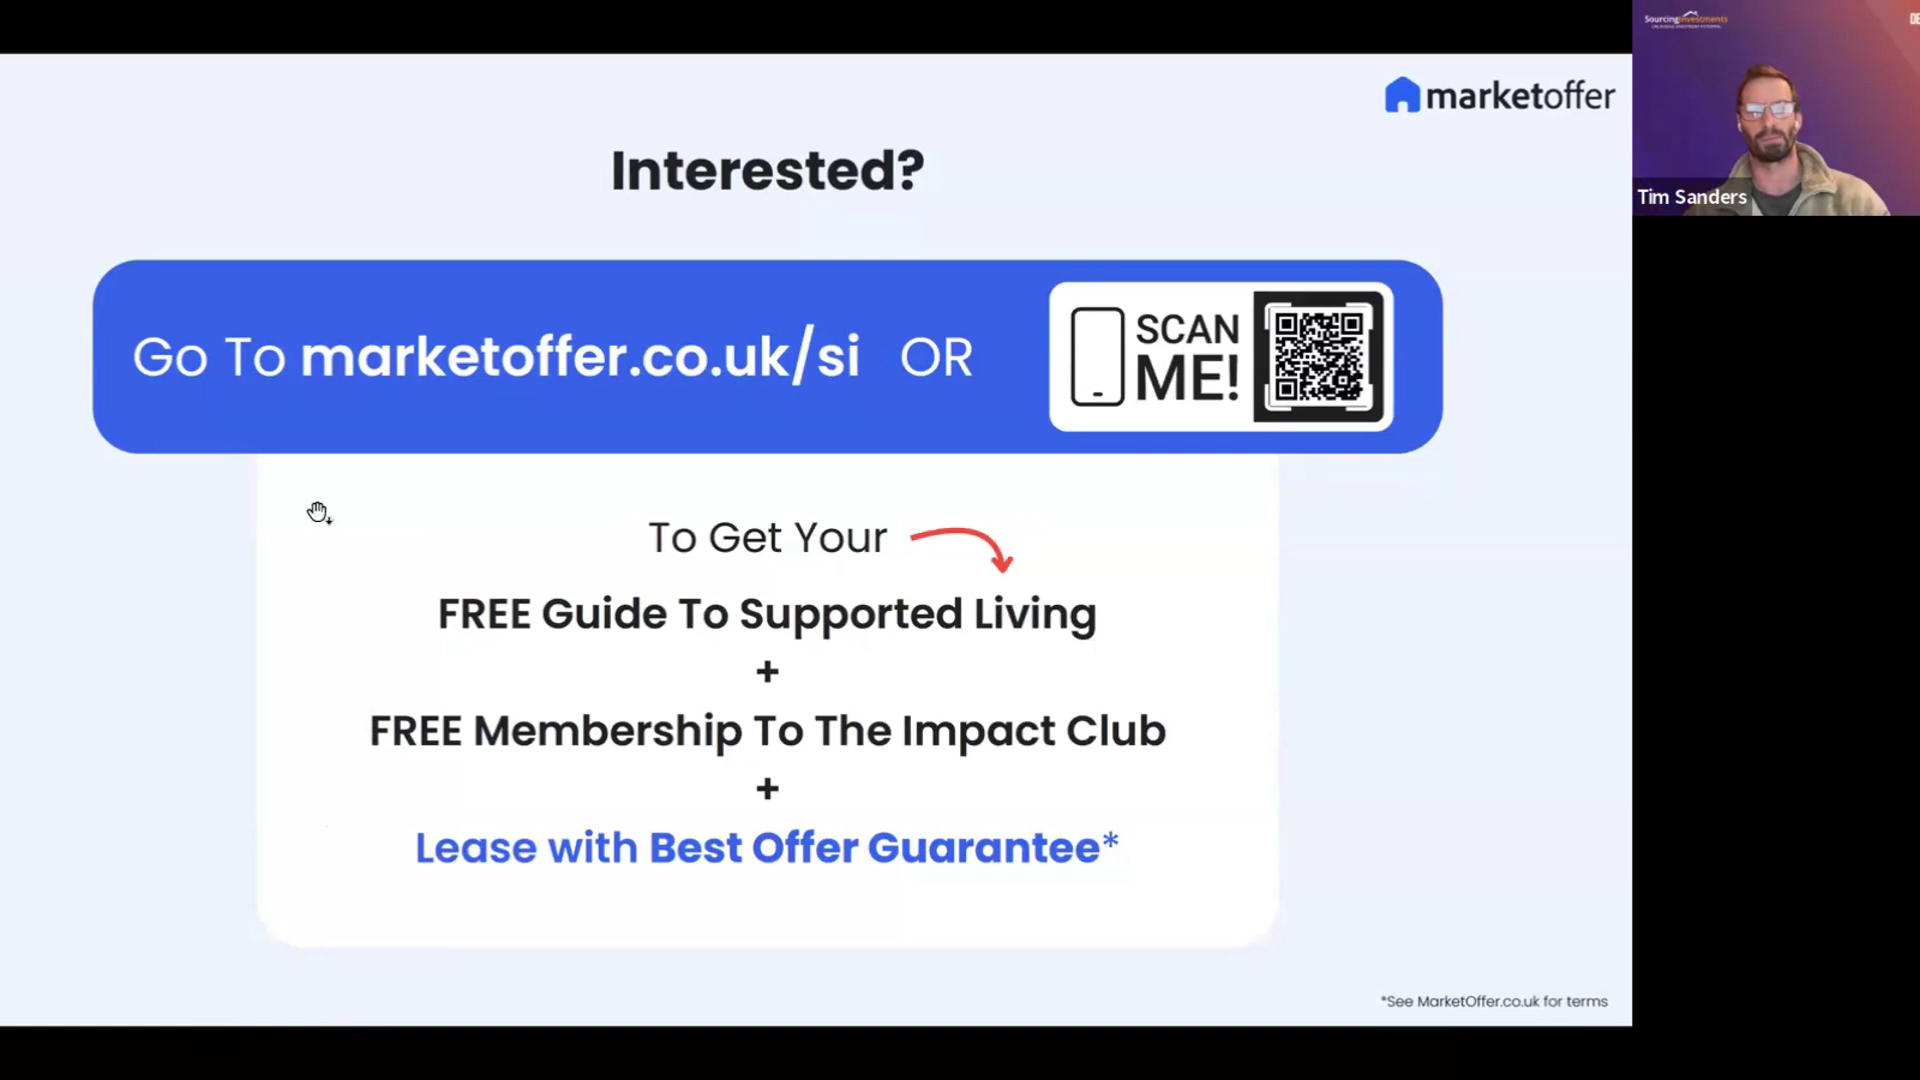 marketoffer
Interested?
Go To marketoffer.co.uk/si OR
SCAN
ME!
To Get Your
FREE Guide To Supported Living
+
FREE Membership To The Impact Club
+
Lease with Best Offer Guarantee*
*See MarketOffer.co.uk for terms
SourcingInvestments
Tim Sanders